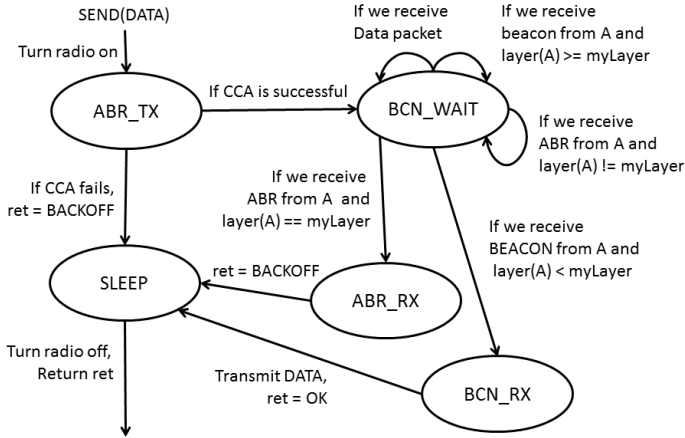 SEND(DATA)
Turn radio on
ABR_TX
If CCA is successful
BCN_WAIT
If we receive
Data packet
If we receive
beacon from A and
layer(A) >= myLayer
If we receive
ABR from A and
layer(A) != myLayer
If CCA fails,
ret = BACKOFF
If we receive
ABR from A and
layer(A) == myLayer
If we receive
BEACON from A and
layer(A) < myLayer
SLEEP
ret = BACKOFF
ABR_RX
Turn radio off,
Return ret
Transmit DATA,
ret = OK
BCN_RX